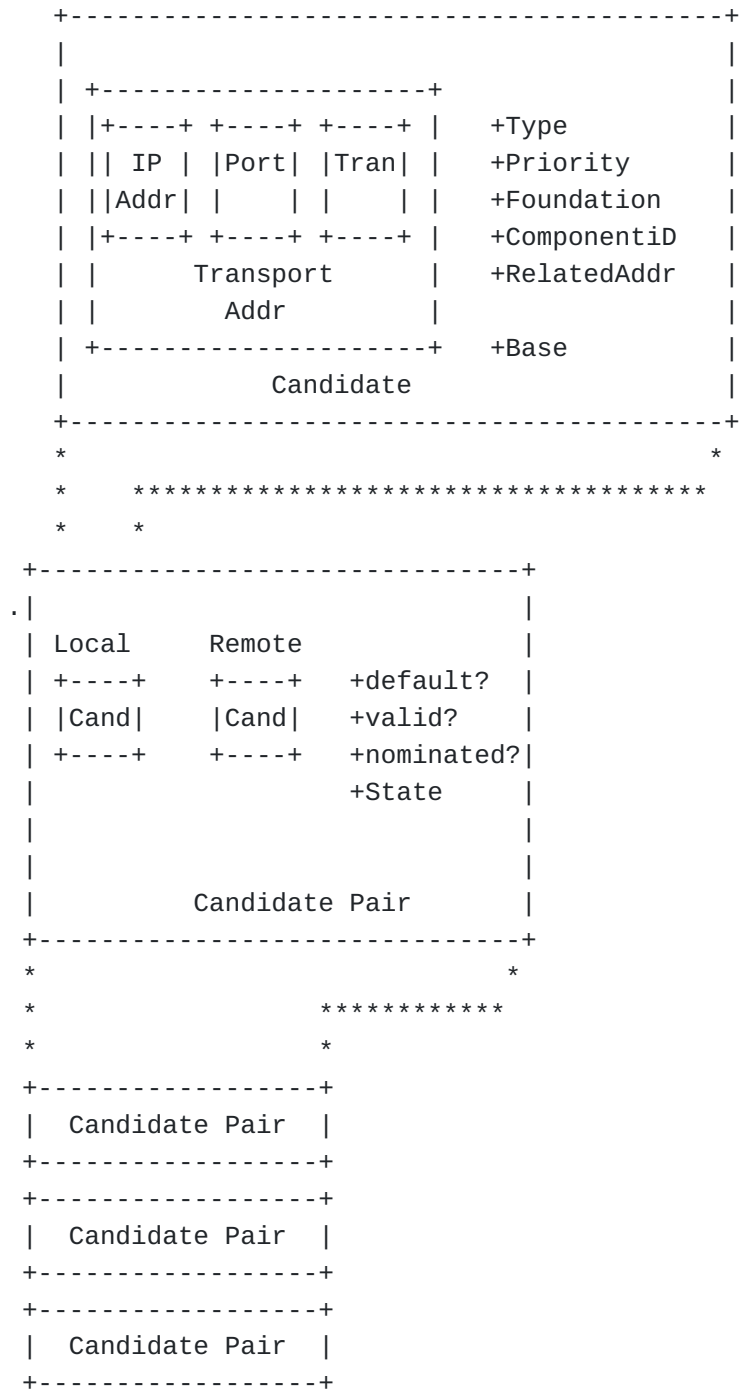 +Type
IP Port Tran +Priority
Addr +Foundation
+ComponentiD
Transport +RelatedAddr
Addr
+Base
Candidate
Local Remote
+default?
Cand Cand +valid?
+nominated?
+State
Candidate Pair
Candidate Pair
Candidate Pair
Candidate Pair